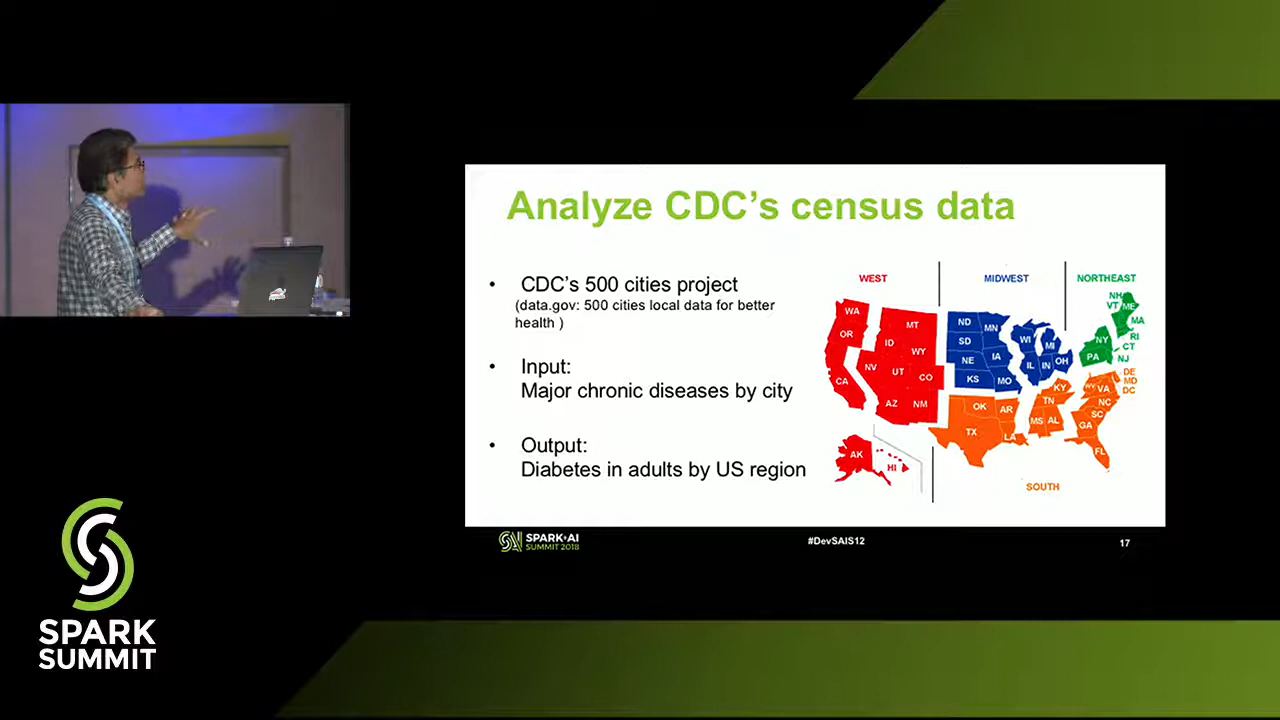 Analyze CDC's census data
• CDC's 500 cities project
(data.gov: 500 cities local data for better
health )
• Input:
Major chronic diseases by city
• Output:
Diabetes in adults by US region
WEST
MIDWEST
NORTHEAST
WA
OR
CA
MT
ID
WY
NV
UT
CO
AZ
NM
AK
HI
ND
MN
SD
WI
MI
NE
IA
IL
IN
OH
KS
MO
NH
VT
ME
MA
NY
RI
CT
PA
NJ
DE
MD
DC
KY
WV
VA
OK
AR
TN
NC
SC
TX
LA
MS
AL
GA
FL
SOUTH
SPARK+AI
SUMMIT 2018
#DevSAIS12
17
SPARK
SUMMIT